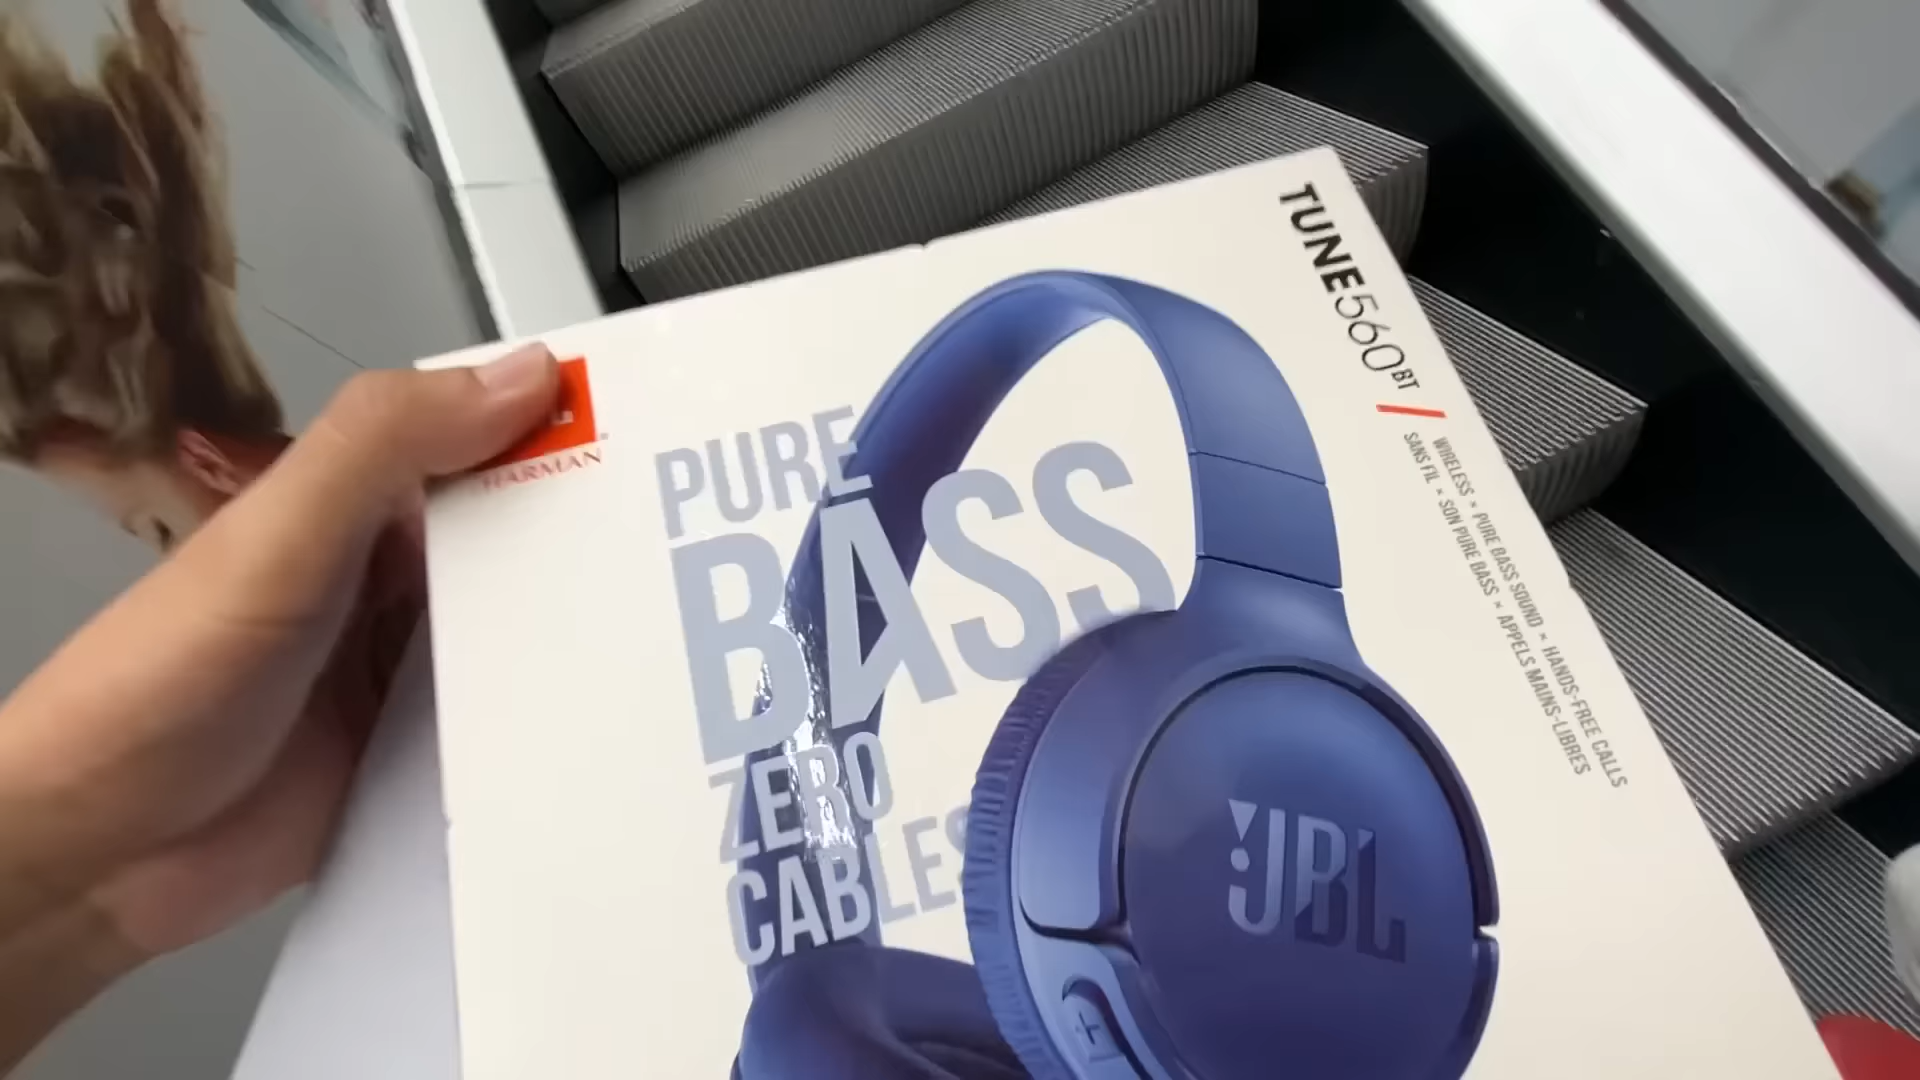 HARMAN
PURE
BASS
ZERO
CABLES
TUNE560BT
WIRELESS × PURE BASS SOUND × HANDS-FREE CALLS
SANS FIL × SON PURE BASS × APPELS MAINS-LIBRES
JBL
+